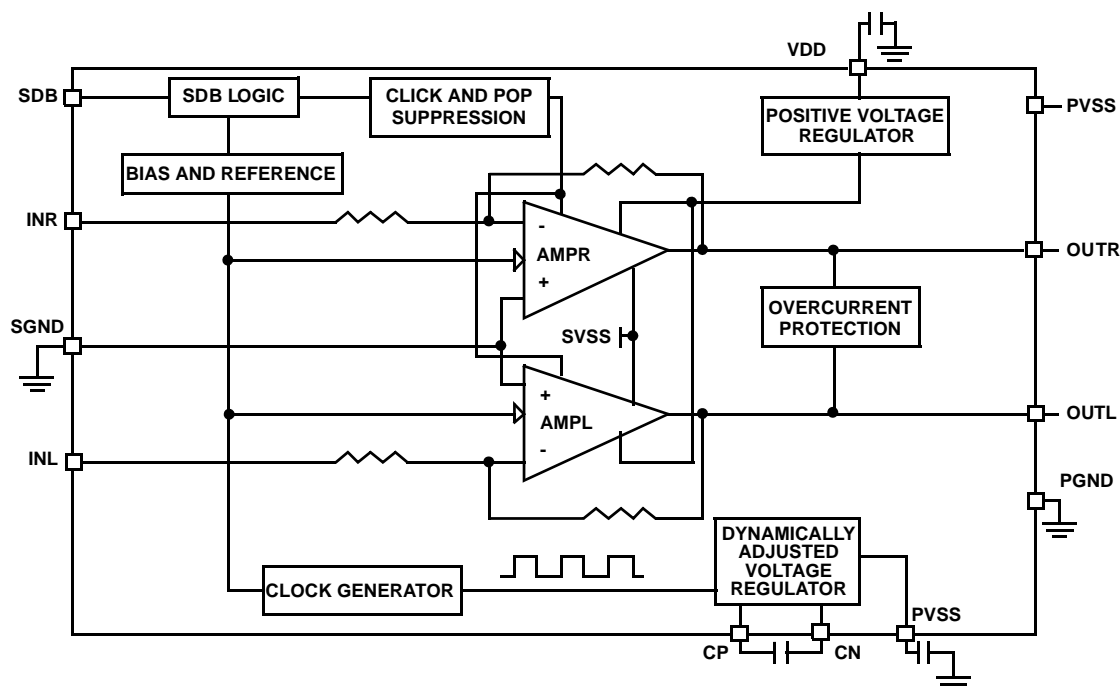 VDD
SDB
SDB LOGIC
CLICK AND POP
SUPPRESSION
POSITIVE VOLTAGE
REGULATOR
PVSS
BIAS AND REFERENCE
INR
-
AMPR
+
OUTR
SGND
SVSS
OVERCURRENT
PROTECTION
+
AMPL
-
OUTL
INL
PGND
DYNAMICALLY
ADJUSTED
VOLTAGE
REGULATOR
CLOCK GENERATOR
PVSS
CP
CN